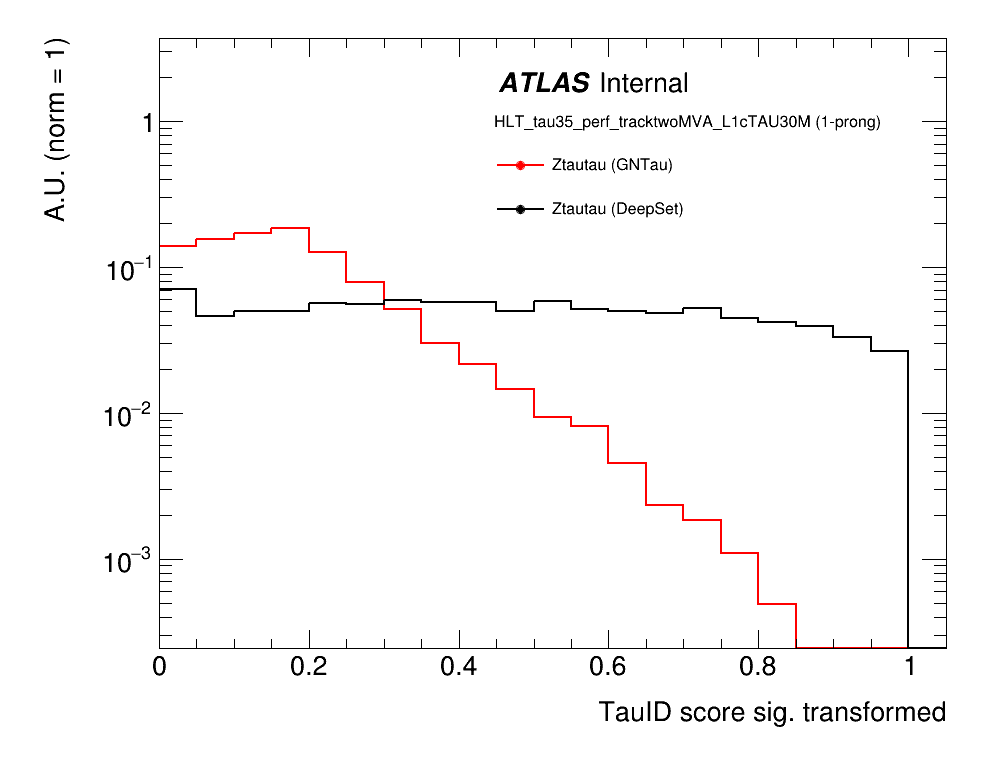 A.U. (norm = 1)
ATLAS Internal
HLT_tau35_perf_tracktwoMVA_L1cTAU30M (1-prong)
Ztautau (GNTau)
Ztautau (DeepSet)
1
10⁻¹
10⁻²
10⁻³
0 0.2 0.4 0.6 0.8 1
TauID score sig. transformed